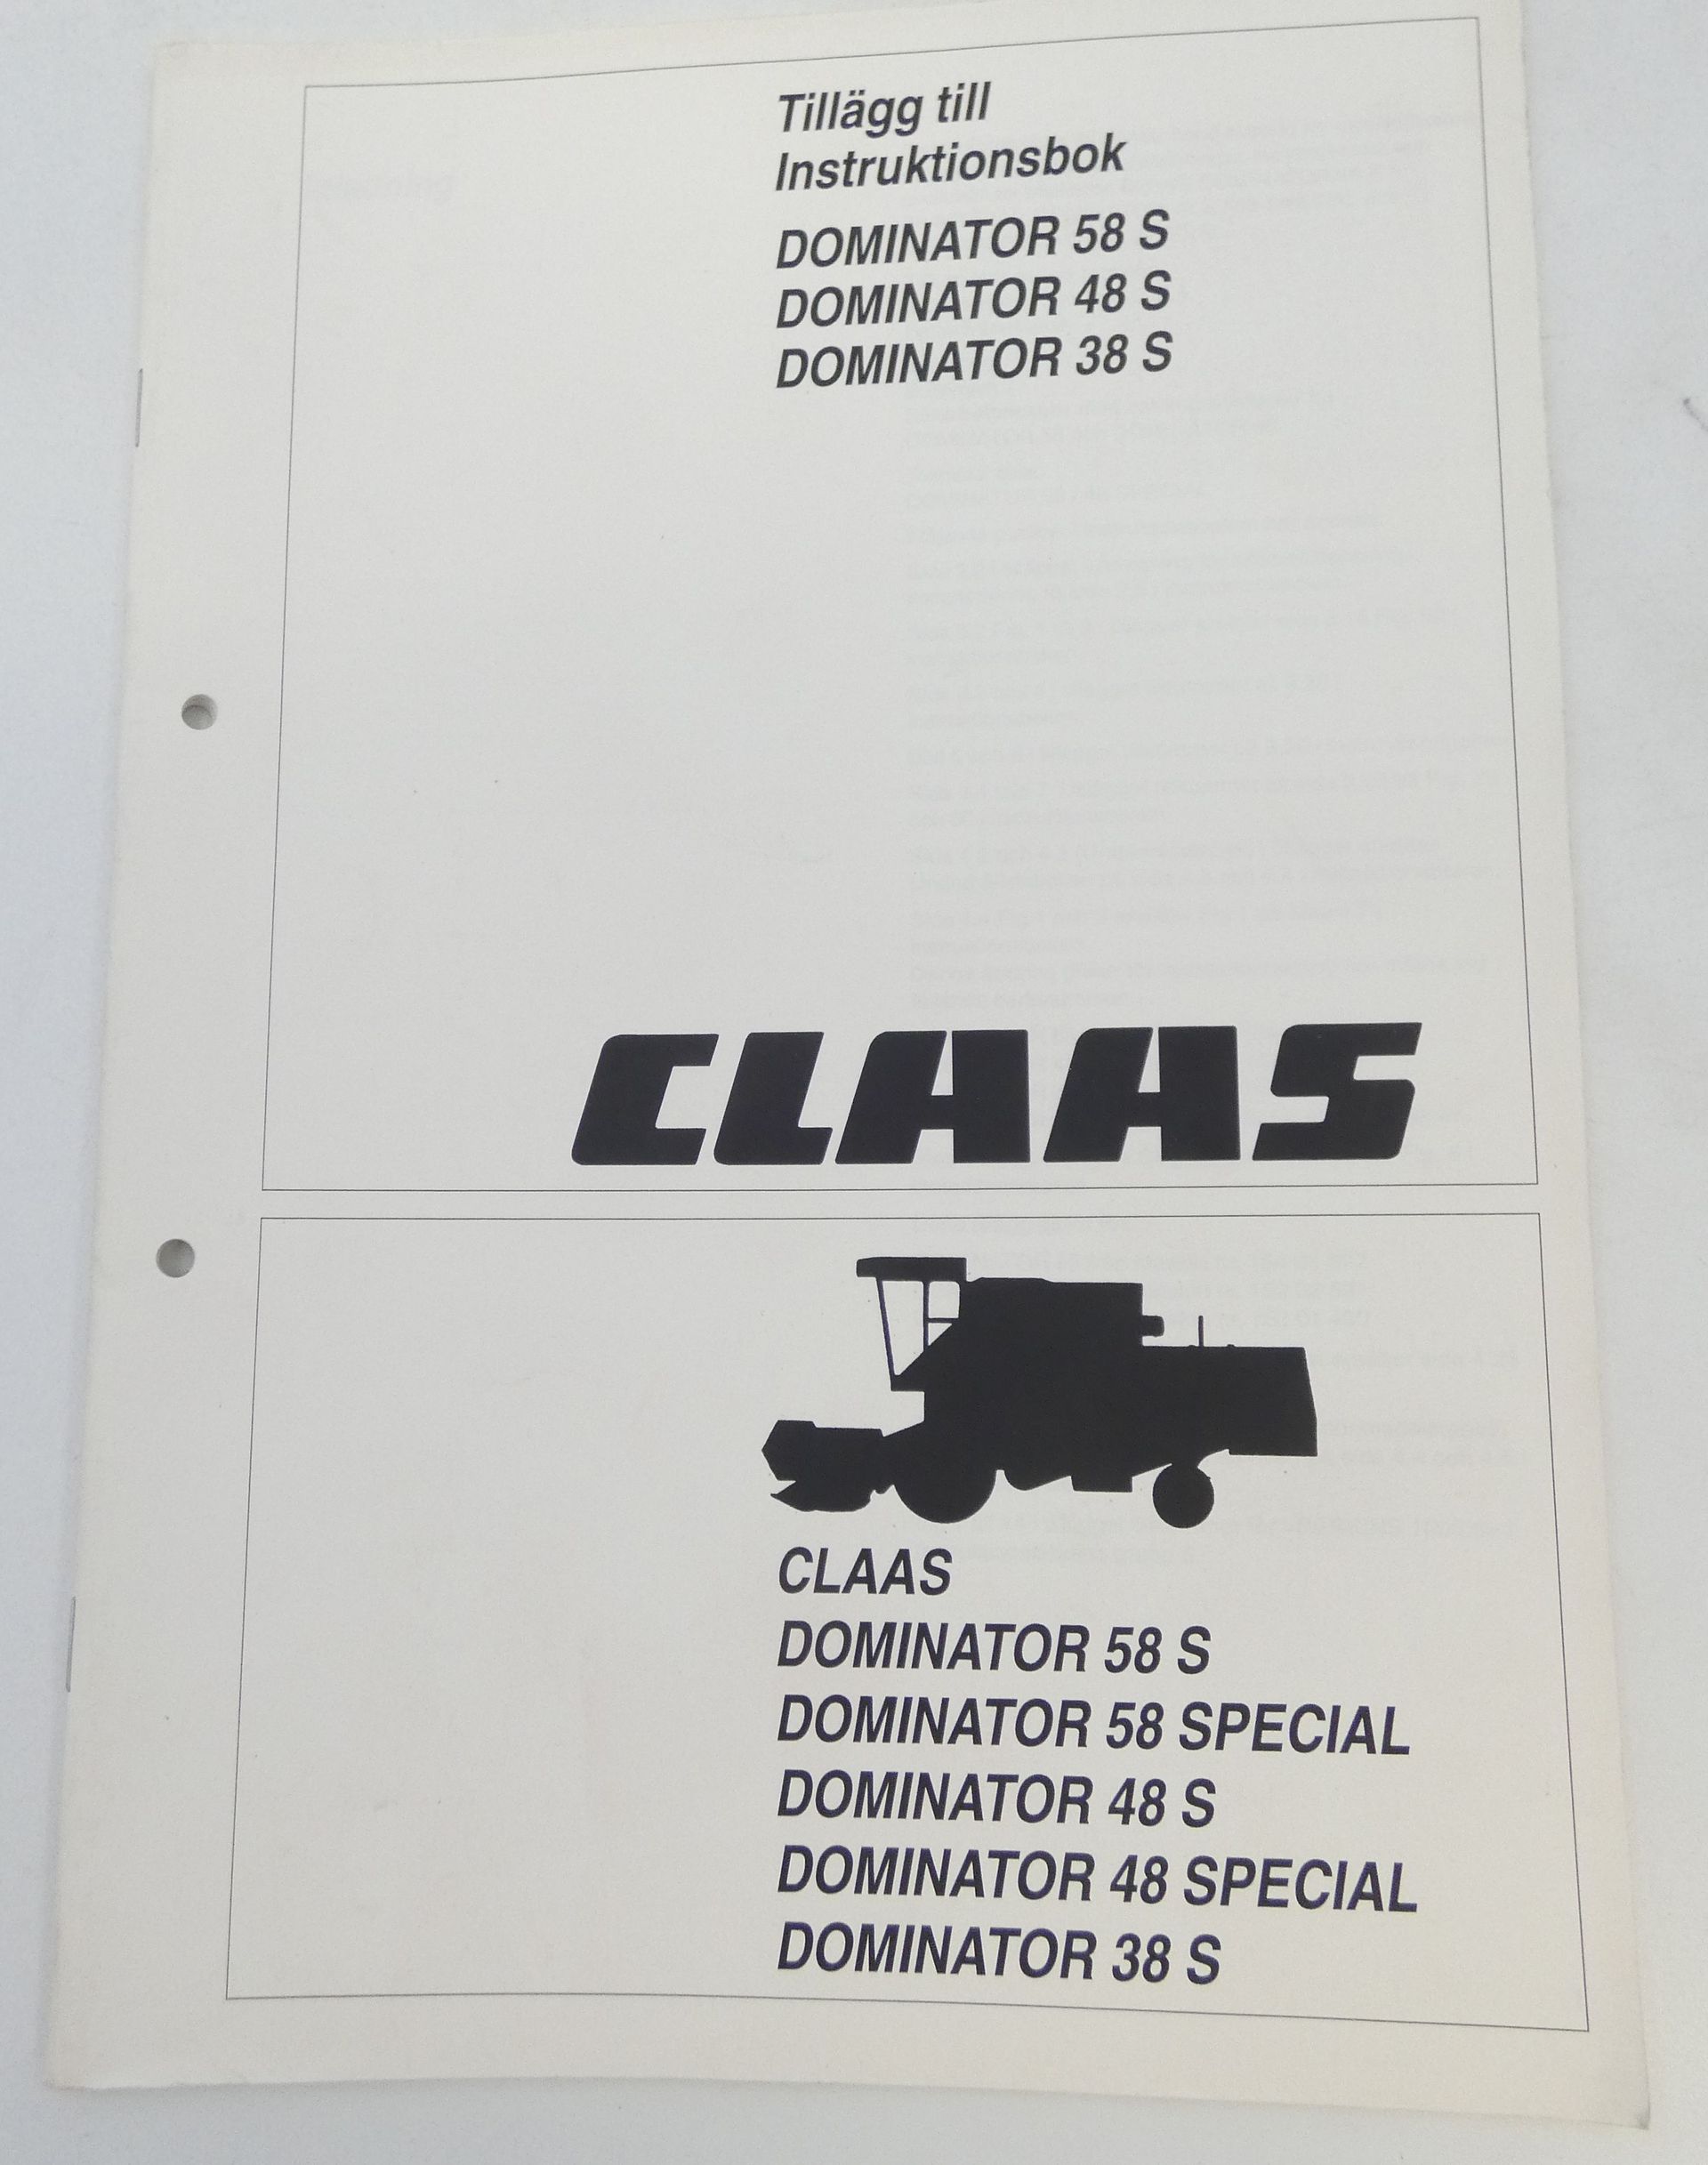 Tillägg till
Instruktionsbok
DOMINATOR 58 S
DOMINATOR 48 S
DOMINATOR 38 S
CLAAS
CLAAS
DOMINATOR 58 S
DOMINATOR 58 SPECIAL
DOMINATOR 48 S
DOMINATOR 48 SPECIAL
DOMINATOR 38 S